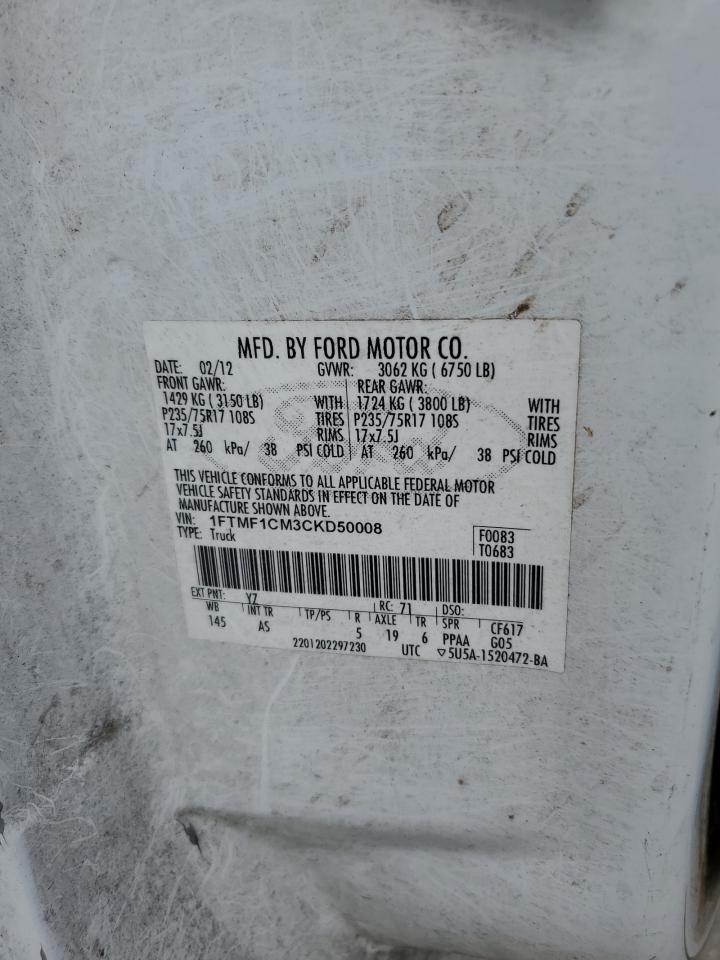 MFD. BY FORD MOTOR CO.
DATE: 02/12 GVWR: 3062 KG ( 6750 LB)
FRONT GAWR: REAR GAWR:
1429 KG ( 3150 LB) WITH 1724 KG ( 3800 LB) WITH
P235/75R17 108S TIRES P235/75R17 108S TIRES
17x7.5J RIMS 17x7.5J RIMS
AT 260 kPa/ 38 PSI COLD AT 260 kPa/ 38 PSI COLD
THIS VEHICLE CONFORMS TO ALL APPLICABLE FEDERAL MOTOR
VEHICLE SAFETY STANDARDS IN EFFECT ON THE DATE OF
MANUFACTURE SHOWN ABOVE.
VIN: 1FTMF1CM3CKD50008 F0083
TYPE: Truck T0683
EXT PNT: YZ RC: 71 DSO:
WB INT TR TP/PS R AXLE TR SPR CF617
145 AS 5 19 6 PPAA G05
2201202297230 UTC ▽5U5A-1520472-BA